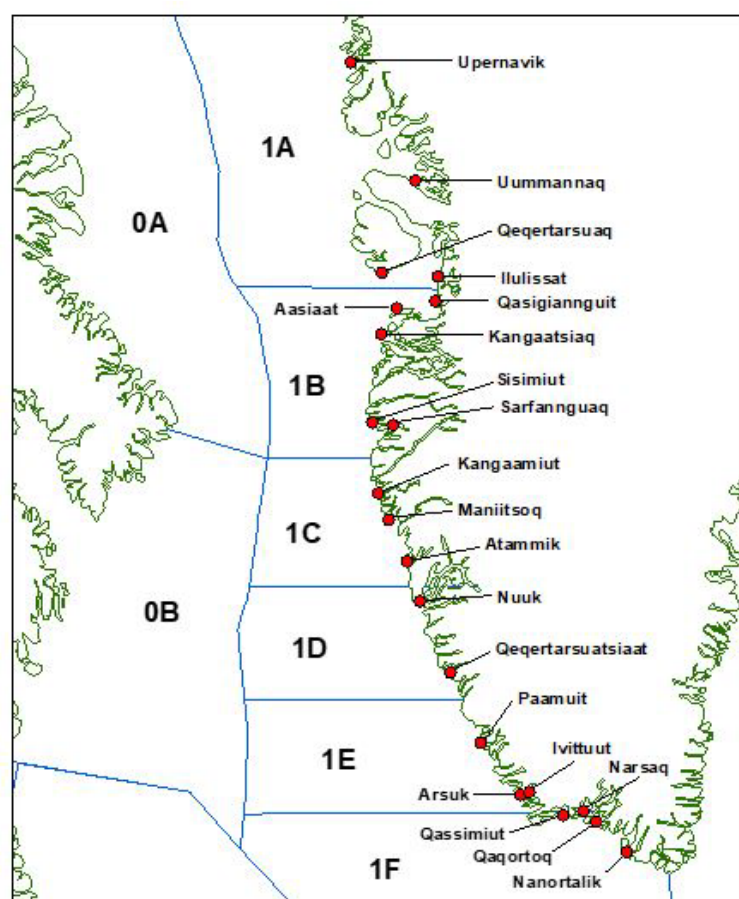 Upernavik
1A
Uummannaq
0A
Qeqertarsuaq
Ilulissat
Aasiaat
Qasigiannguit
Kangaatsiaq
1B
Sisimiut
Sarfannguaq
Kangaamiut
Maniitsoq
1C
Atammik
Nuuk
0B
1D
Qeqertarsuatsiaat
Paamuit
Ivittuut
1E
Narsaq
Arsuk
Qassimiut
Qaqortoq
1F
Nanortalik